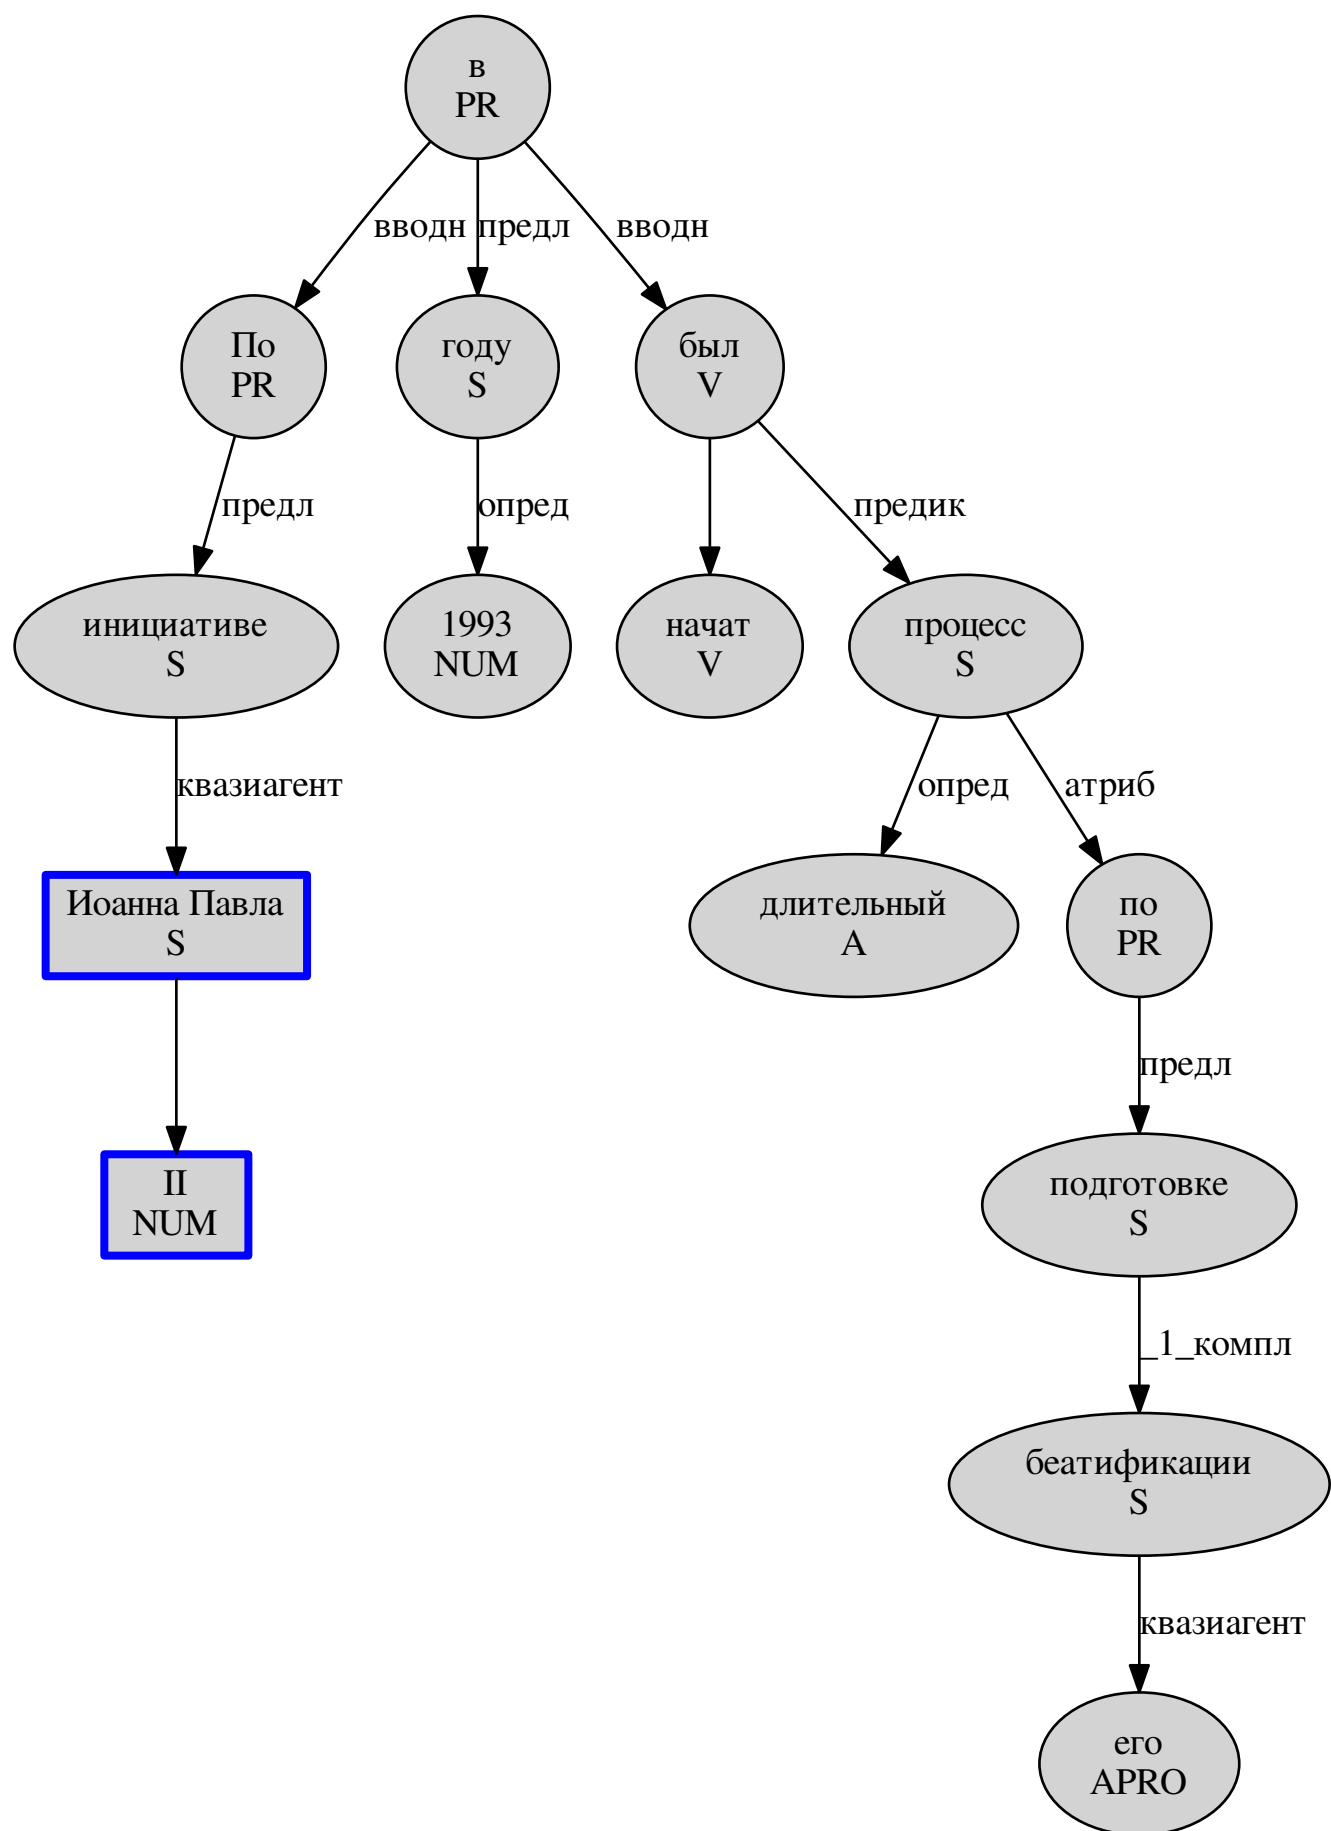 в
PR
вводн
предл
вводн
По
PR
году
S
был
V
предл
опред
предик
инициативе
S
1993
NUM
начат
V
процесс
S
квазиагент
опред
атриб
Иоанна Павла
S
длительный
A
по
PR
предл
II
NUM
подготовке
S
_1_компл
беатификации
S
квазиагент
его
APRO